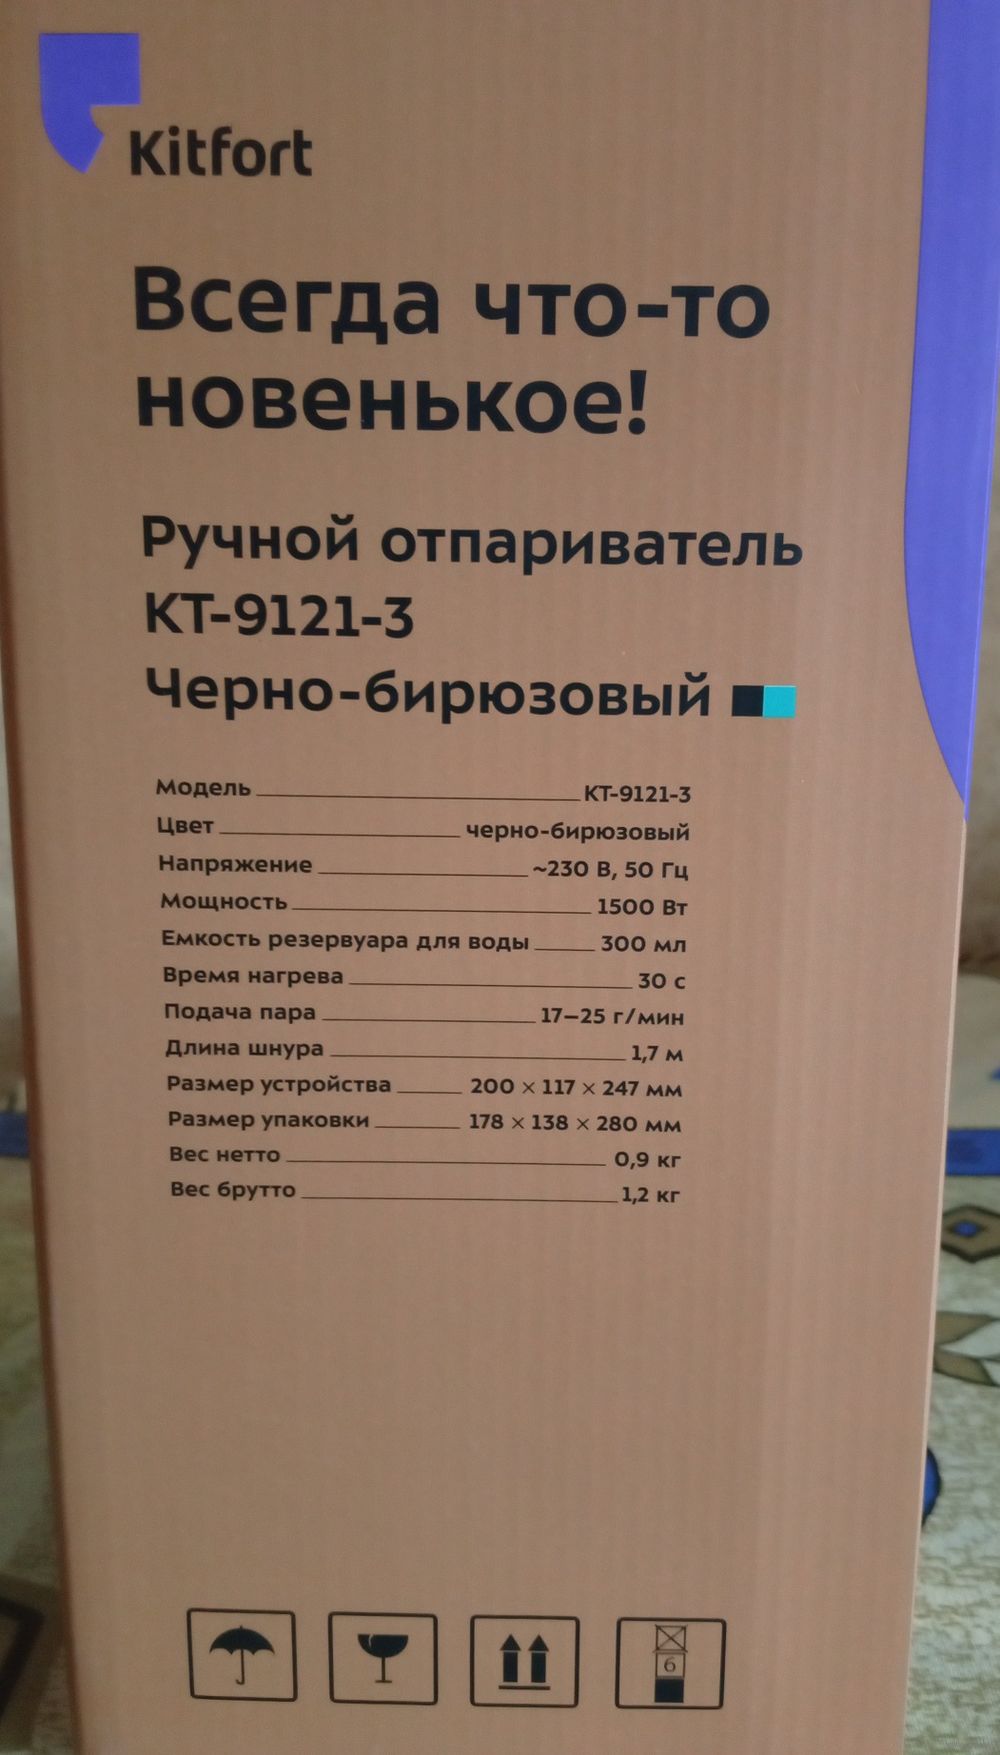 Kitfort
Всегда что-то
новенькое!
Ручной отпариватель
КТ-9121-3
Черно-бирюзовый
Модель КТ-9121-3
Цвет черно-бирюзовый
Напряжение ~230 В, 50 Гц
Мощность 1500 Вт
Емкость резервуара для воды 300 мл
Время нагрева 30 с
Подача пара 17–25 г/мин
Длина шнура 1,7 м
Размер устройства 200 × 117 × 247 мм
Размер упаковки 178 × 138 × 280 мм
Вес нетто 0,9 кг
Вес брутто 1,2 кг
6